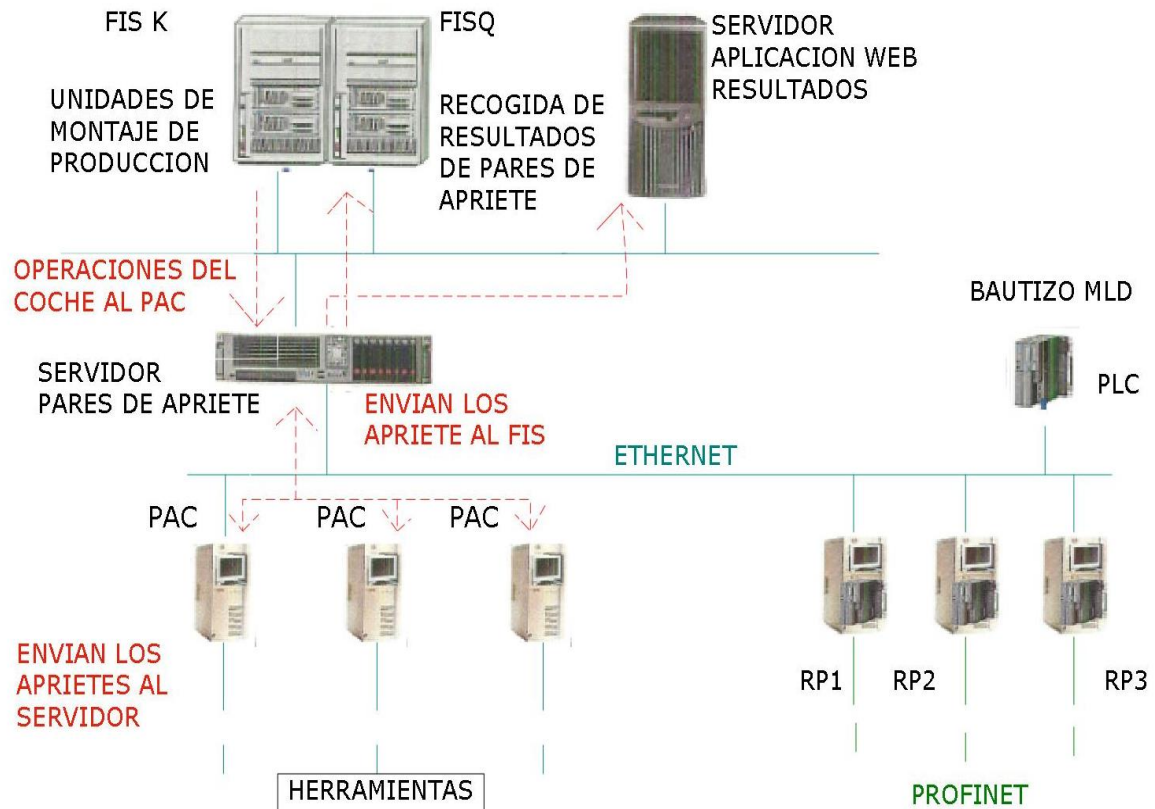 FIS K
FISQ
SERVIDOR
APLICACION WEB
RESULTADOS
UNIDADES DE
MONTAJE DE
PRODUCCION
RECOGIDA DE
RESULTADOS
DE PARES DE
APRIETE
OPERACIONES DEL
COCHE AL PAC
BAUTIZO MLD
SERVIDOR
PARES DE APRIETE
ENVIAN LOS
APRIETE AL FIS
PLC
ETHERNET
PAC
PAC
PAC
ENVIAN LOS
APRIETES AL
SERVIDOR
RP1
RP2
RP3
HERRAMIENTAS
PROFINET